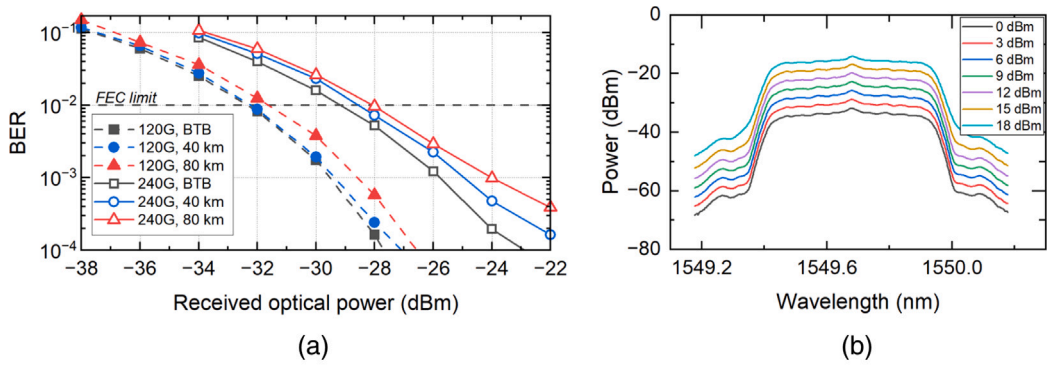 10⁻¹
10⁻²
10⁻³
10⁻⁴
BER
FEC limit
120G, BTB
120G, 40 km
120G, 80 km
240G, BTB
240G, 40 km
240G, 80 km
−38 −36 −34 −32 −30 −28 −26 −24 −22
Received optical power (dBm)
(a)
0
−20
−40
−60
−80
Power (dBm)
0 dBm
3 dBm
6 dBm
9 dBm
12 dBm
15 dBm
18 dBm
1549.2 1549.6 1550.0
Wavelength (nm)
(b)